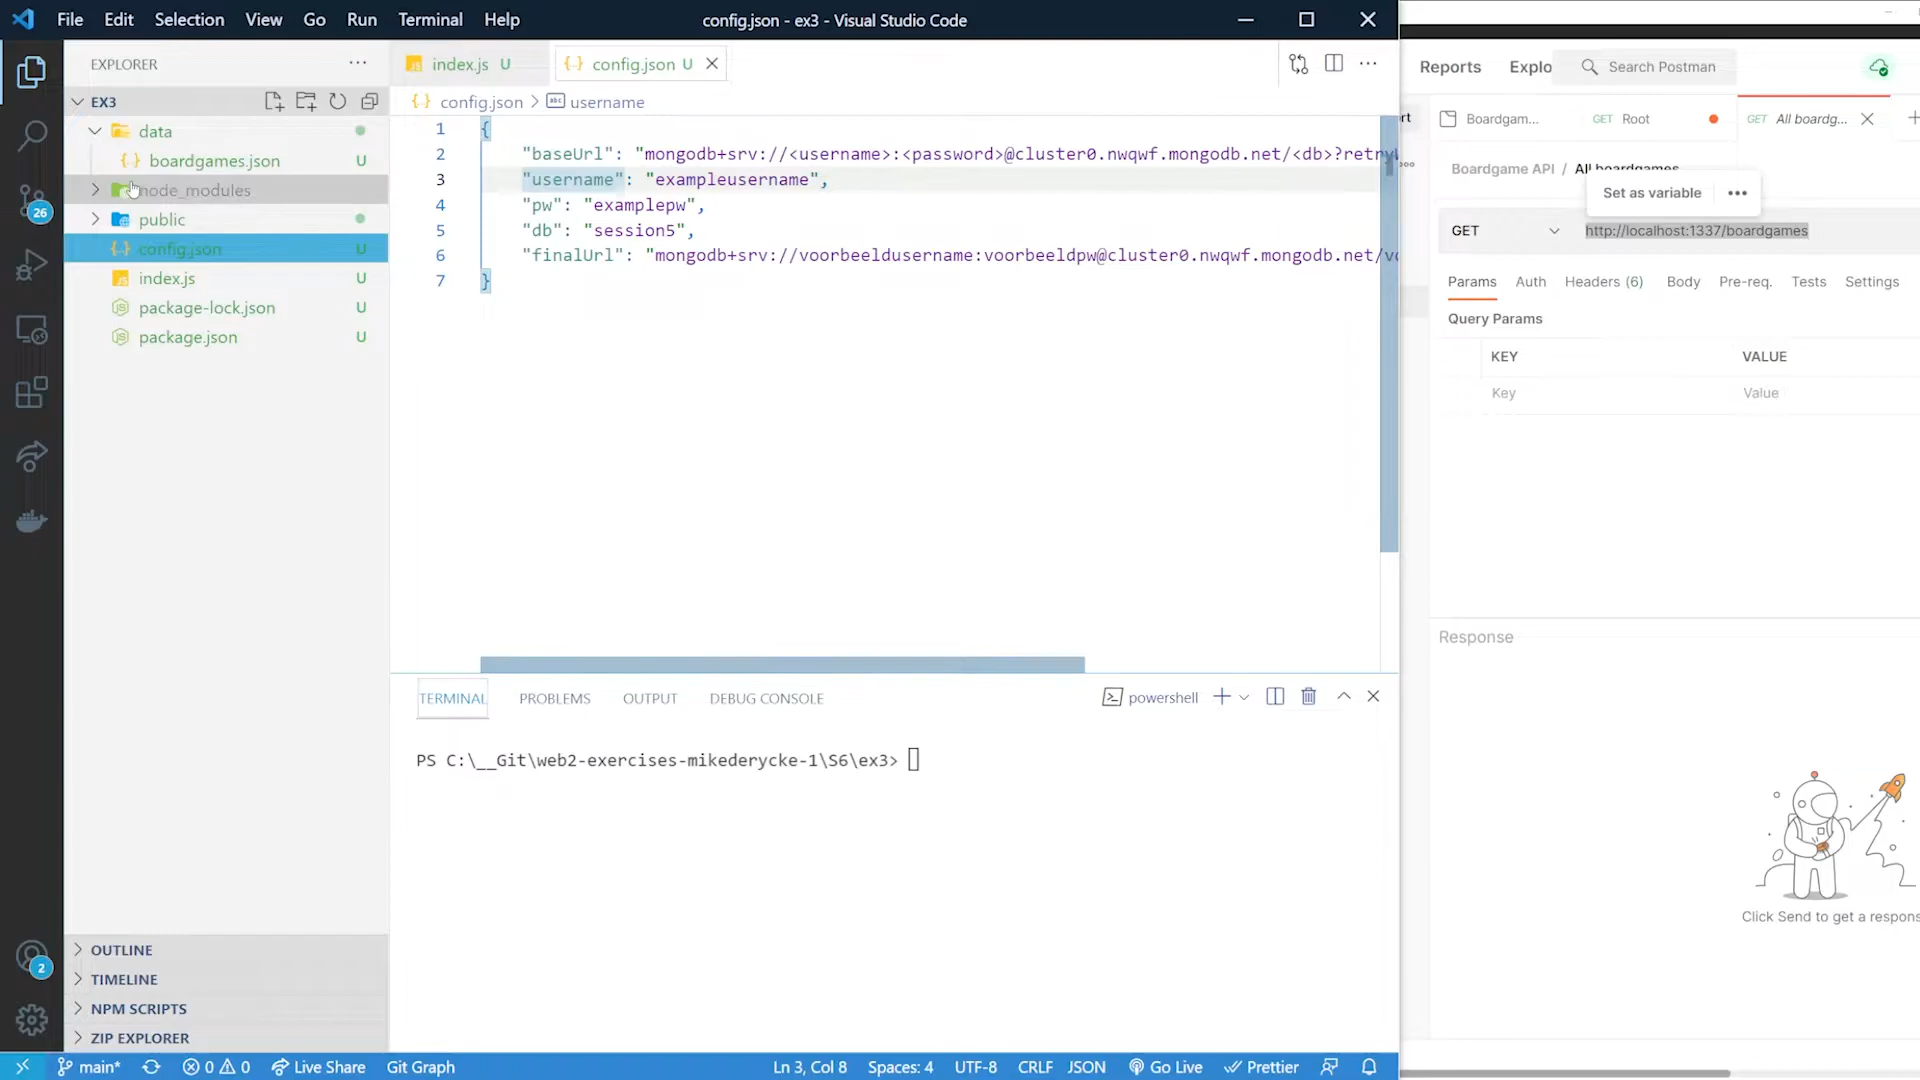 File Edit Selection View Go Run Terminal Help
config.json - ex3 - Visual Studio Code
EXPLORER
EX3
data
boardgames.json U
node_modules
public
config.json U
index.js U
package-lock.json U
package.json U
OUTLINE
TIMELINE
NPM SCRIPTS
ZIP EXPLORER
26
2
index.js U
config.json U
config.json > username
1 {
2 "baseUrl": "mongodb+srv://<username>:<password>@cluster0.nwqwf.mongodb.net/<db>?retryW
3 "username": "exampleusername",
4 "pw": "examplepw",
5 "db": "session5",
6 "finalUrl": "mongodb+srv://voorbeeldusername:voorbeeldpw@cluster0.nwqwf.mongodb.net/vo
7 }
TERMINAL PROBLEMS OUTPUT DEBUG CONSOLE
powershell
PS C:\__Git\web2-exercises-mikederycke-1\S6\ex3>
main* 0 0 Live Share Git Graph
Ln 3, Col 8 Spaces: 4 UTF-8 CRLF JSON Go Live Prettier
Reports Explo Search Postman
rt
Boardgam... GET Root GET All boardg...
Boardgame API / All boardgames
Set as variable
GET http://localhost:1337/boardgames
Params Auth Headers (6) Body Pre-req. Tests Settings
Query Params
KEY VALUE
Key Value
Response
Click Send to get a respons